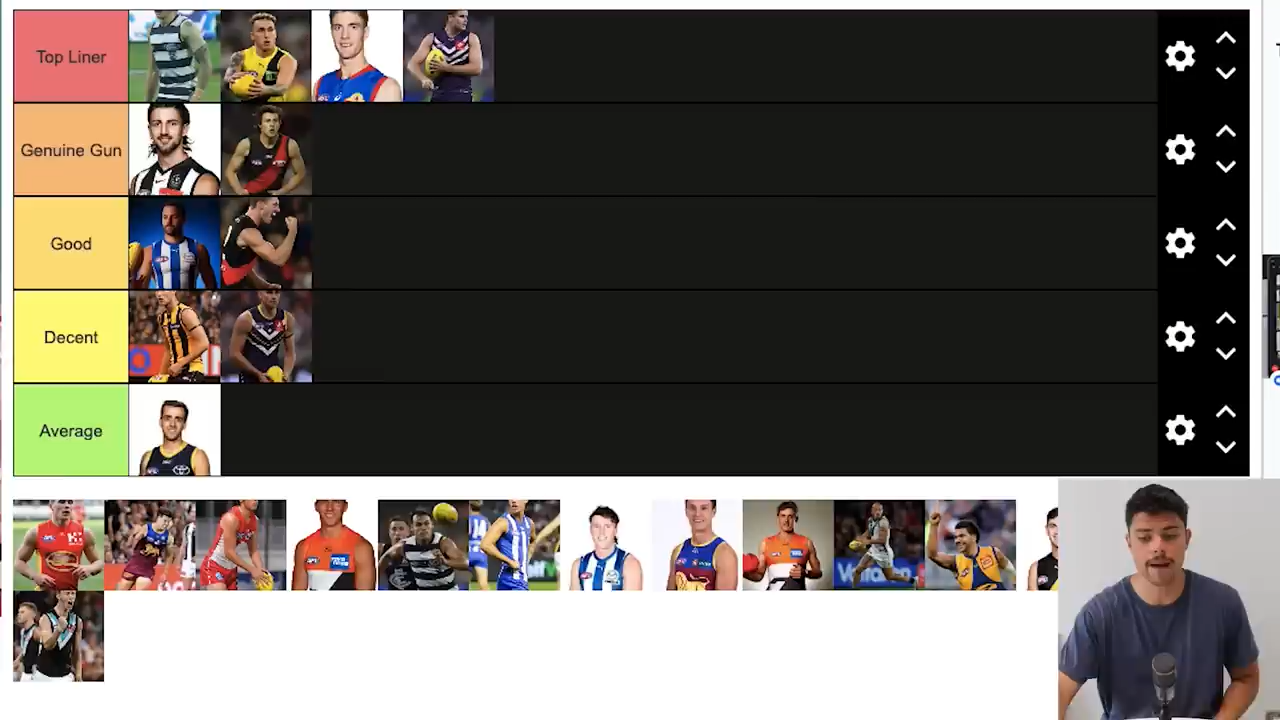 Top Liner
Genuine Gun
Good
Decent
Average